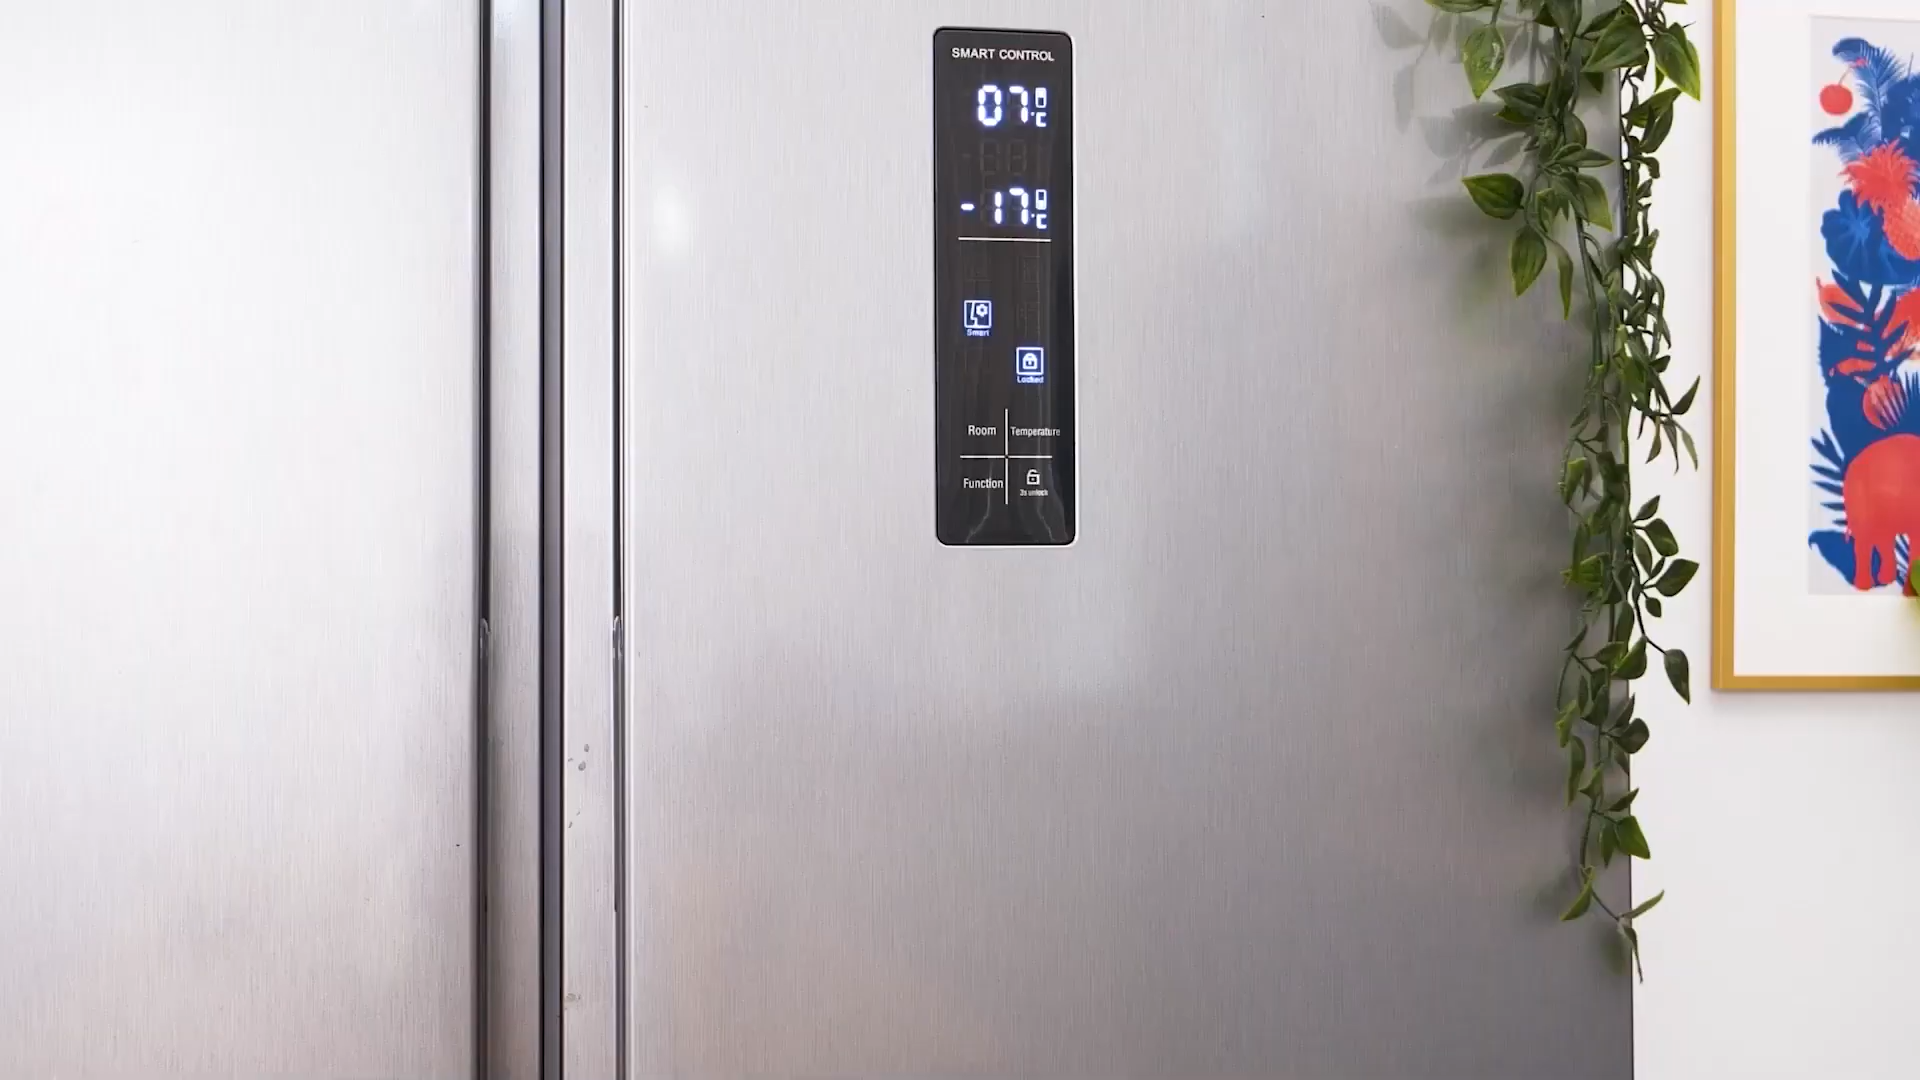 SMART CONTROL
07°C
-17°C
Smart
Locked
Room
Temperature
Function
3s unlock